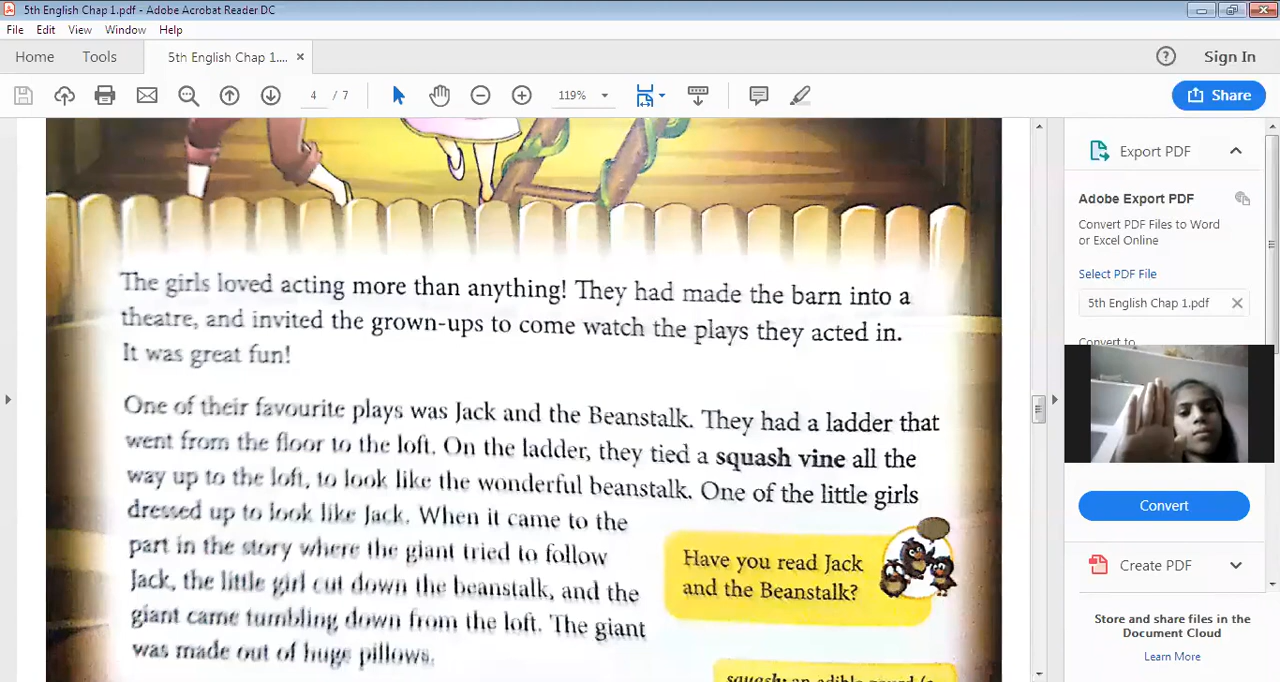 5th English Chap 1.pdf - Adobe Acrobat Reader DC
File Edit View Window Help
Home Tools 5th English Chap 1.... × Sign In
4 / 7 119% Share
Export PDF
Adobe Export PDF
Convert PDF Files to Word
or Excel Online
Select PDF File
5th English Chap 1.pdf
Convert to
Convert
Create PDF
Store and share files in the
Document Cloud
Learn More
The girls loved acting more than anything! They had made the barn into a
theatre, and invited the grown-ups to come watch the plays they acted in.
It was great fun!
One of their favourite plays was Jack and the Beanstalk. They had a ladder that
went from the floor to the loft. On the ladder, they tied a squash vine all the
way up to the loft, to look like the wonderful beanstalk. One of the little girls
dressed up to look like Jack. When it came to the
part in the story where the giant tried to follow
Jack, the little girl cut down the beanstalk, and the
giant came tumbling down from the loft. The giant
was made out of huge pillows.
Have you read Jack
and the Beanstalk?
squash: an edible gourd (a